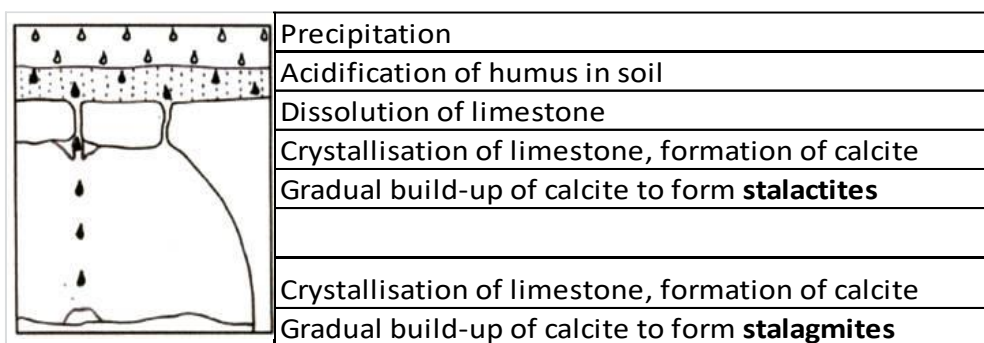 Precipitation
Acidification of humus in soil
Dissolution of limestone
Crystallisation of limestone, formation of calcite
Gradual build-up of calcite to form stalactites
Crystallisation of limestone, formation of calcite
Gradual build-up of calcite to form stalagmites